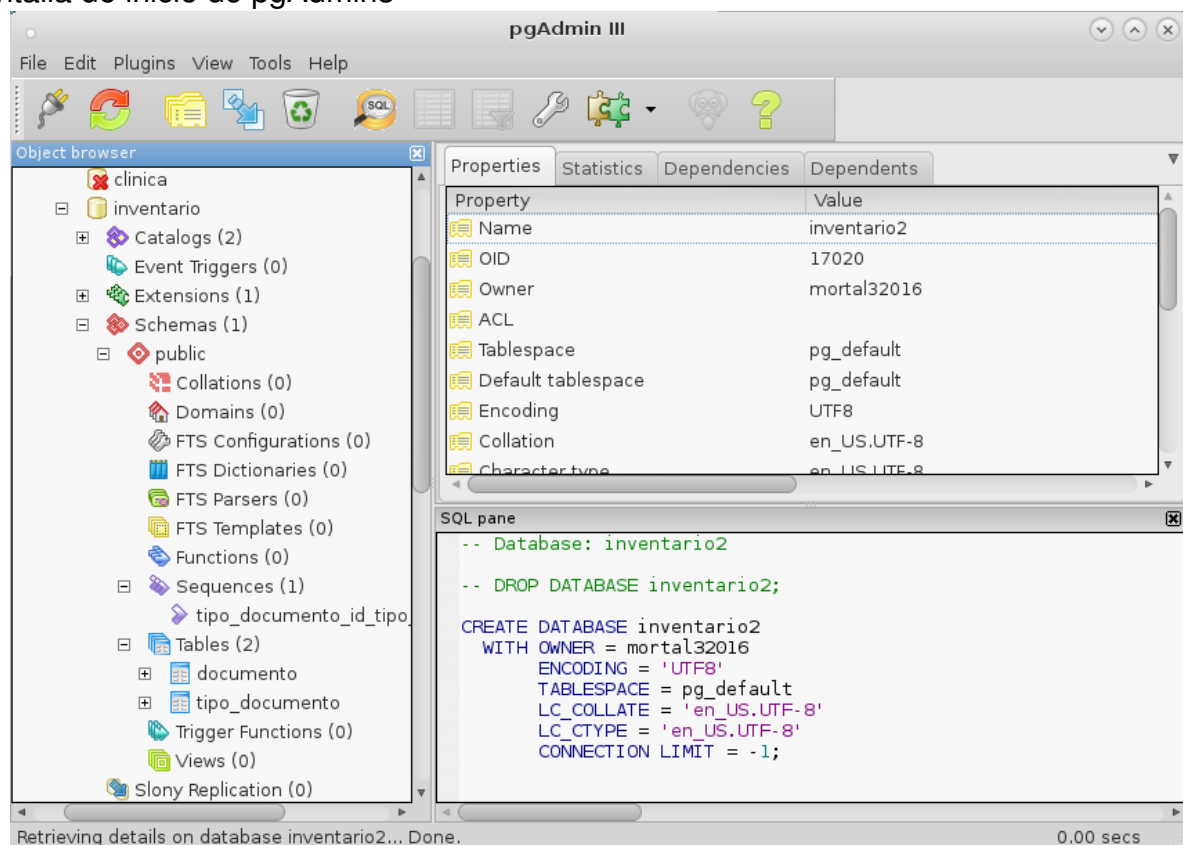 pgAdmin III
File Edit Plugins View Tools Help
SQL
Object browser
clinica
inventario
Catalogs (2)
Event Triggers (0)
Extensions (1)
Schemas (1)
public
Collations (0)
Domains (0)
FTS Configurations (0)
FTS Dictionaries (0)
FTS Parsers (0)
FTS Templates (0)
Functions (0)
Sequences (1)
tipo_documento_id_tipo_
Tables (2)
documento
tipo_documento
Trigger Functions (0)
Views (0)
Slony Replication (0)
Properties Statistics Dependencies Dependents
Property Value
Name inventario2
OID 17020
Owner mortal32016
ACL
Tablespace pg_default
Default tablespace pg_default
Encoding UTF8
Collation en_US.UTF-8
Character type en_US.UTF-8
SQL pane
-- Database: inventario2
-- DROP DATABASE inventario2;
CREATE DATABASE inventario2
WITH OWNER = mortal32016
ENCODING = 'UTF8'
TABLESPACE = pg_default
LC_COLLATE = 'en_US.UTF-8'
LC_CTYPE = 'en_US.UTF-8'
CONNECTION LIMIT = -1;
Retrieving details on database inventario2... Done. 0.00 secs